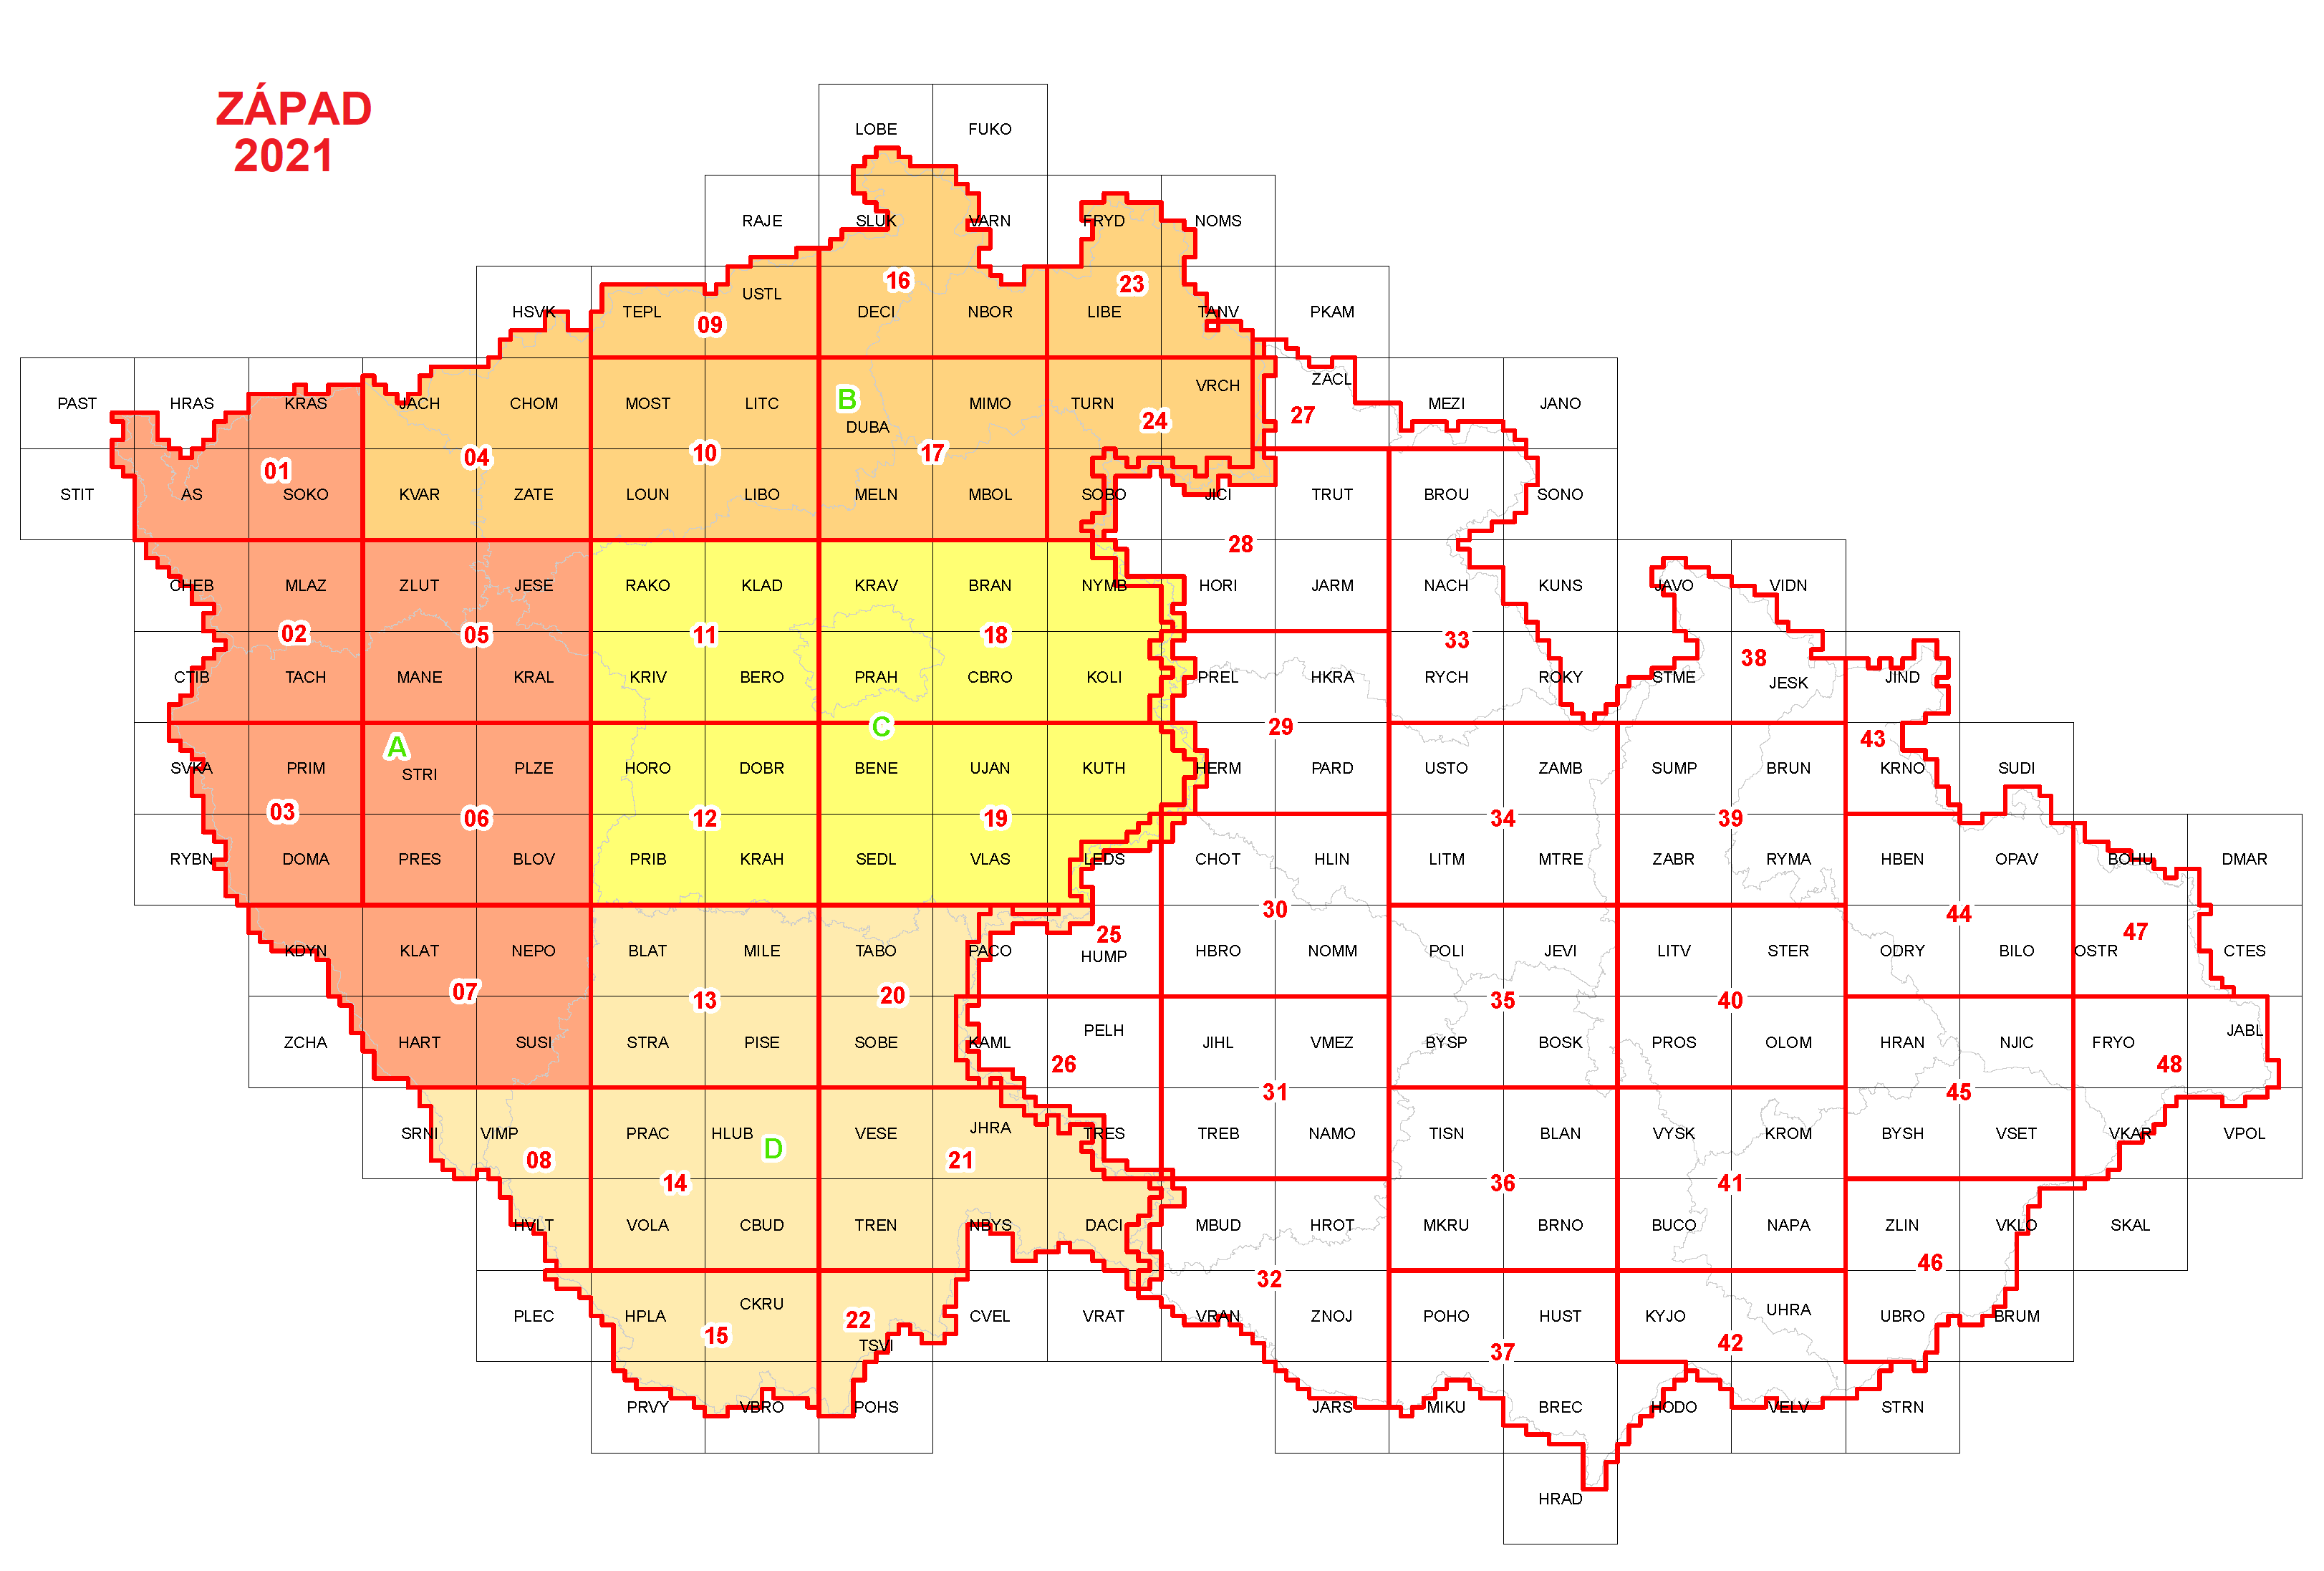 ZÁPAD
2021
LOBE FUKO
RAJE SLUK VARN FRYD NOMS
16 23
HSVK TEPL USTL DECI NBOR LIBE TANV PKAM
09
PAST HRAS KRAS JACH CHOM MOST LITC B DUBA MIMO TURN VRCH ZACL MEZI JANO
01 04 10 17 24 27
STIT AS SOKO KVAR ZATE LOUN LIBO MELN MBOL SOBO JICI TRUT BROU SONO
28
CHEB MLAZ ZLUT JESE RAKO KLAD KRAV BRAN NYMB HORI JARM NACH KUNS JAVO VIDN
02 05 11 18 33 38
CTIB TACH MANE KRAL KRIV BERO PRAH CBRO KOLI PREL HKRA RYCH ROKY STME JESK JIND
A C 29 43
SVKA PRIM STRI PLZE HORO DOBR BENE UJAN KUTH HERM PARD USTO ZAMB SUMP BRUN KRNO SUDI
03 06 12 19 34 39
RYBN DOMA PRES BLOV PRIB KRAH SEDL VLAS LEDS CHOT HLIN LITM MTRE ZABR RYMA HBEN OPAV BOHU DMAR
25 30 44 47
KDYN KLAT NEPO BLAT MILE TABO PACO HUMP HBRO NOMM POLI JEVI LITV STER ODRY BILO OSTR CTES
07 13 20 35 40
ZCHA HART SUSI STRA PISE SOBE KAML PELH JIHL VMEZ BYSP BOSK PROS OLOM HRAN NJIC FRYO JABL
26 31 45 48
SRNI VIMP PRAC HLUB D VESE JHRA TRES TREB NAMO TISN BLAN VYSK KROM BYSH VSET VKAR VPOL
08 14 21 36 41
HVLT VOLA CBUD TREN NBYS DACI MBUD HROT MKRU BRNO BUCO NAPA ZLIN VKLO SKAL
32 46
PLEC HPLA CKRU TSVI CVEL VRAT VRAN ZNOJ POHO HUST KYJO UHRA UBRO BRUM
15 22 37 42
PRVY VBRO POHS JARS MIKU BREC HODO VELV STRN
HRAD